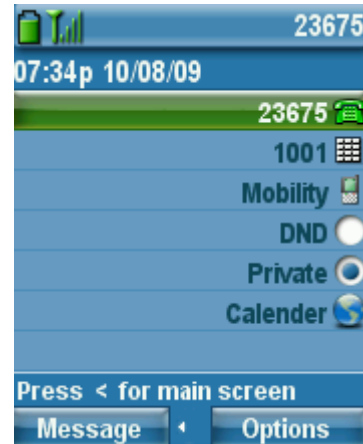 23675
07:34p 10/08/09
23675
1001
Mobility
DND
Private
Calender
Press < for main screen
Message Options